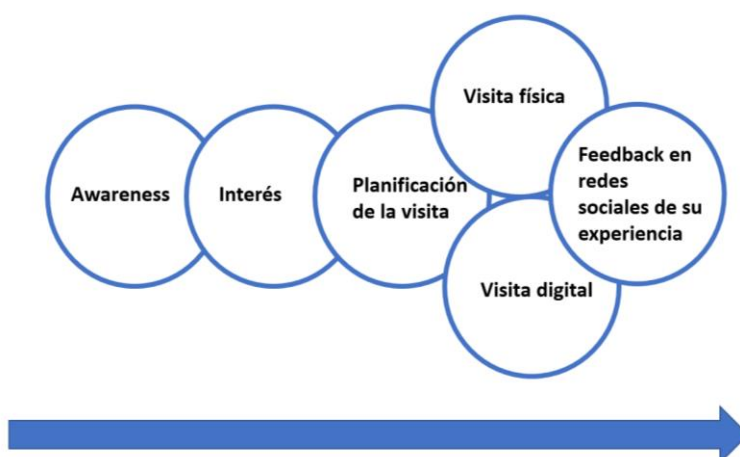 Awareness
Interés
Planificación
de la visita
Visita física
Visita digital
Feedback en
redes
sociales de su
experiencia